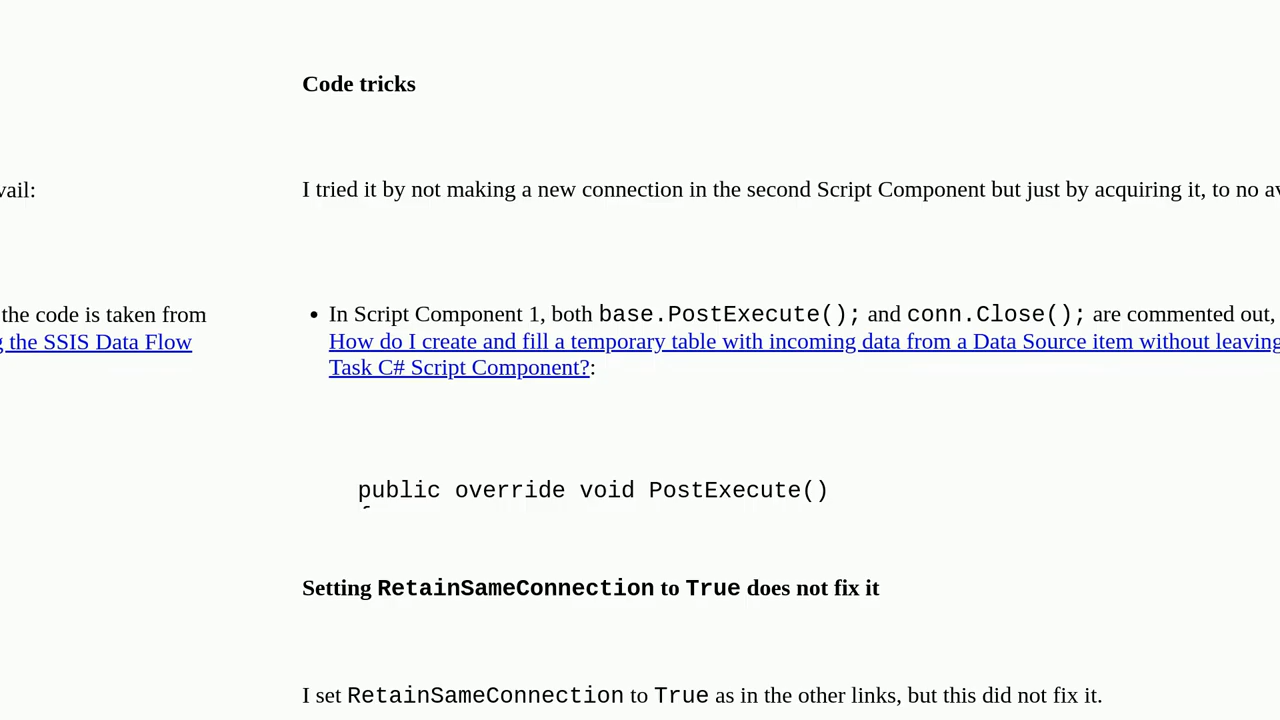 vail:
the code is taken from
g the SSIS Data Flow
Code tricks
I tried it by not making a new connection in the second Script Component but just by acquiring it, to no av
• In Script Component 1, both base.PostExecute(); and conn.Close(); are commented out,
How do I create and fill a temporary table with incoming data from a Data Source item without leaving
Task C# Script Component?:
public override void PostExecute()
Setting RetainSameConnection to True does not fix it
I set RetainSameConnection to True as in the other links, but this did not fix it.